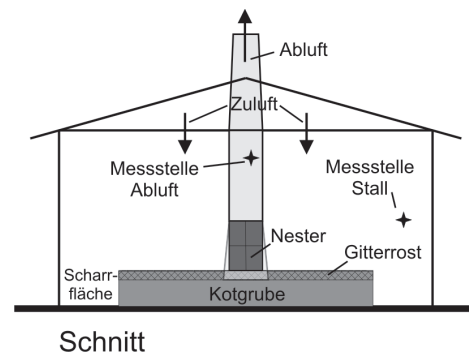 Abluft
Zuluft
Messstelle
Abluft
Messstelle
Stall
Nester
Gitterrost
Scharr-
fläche
Kotgrube
Schnitt